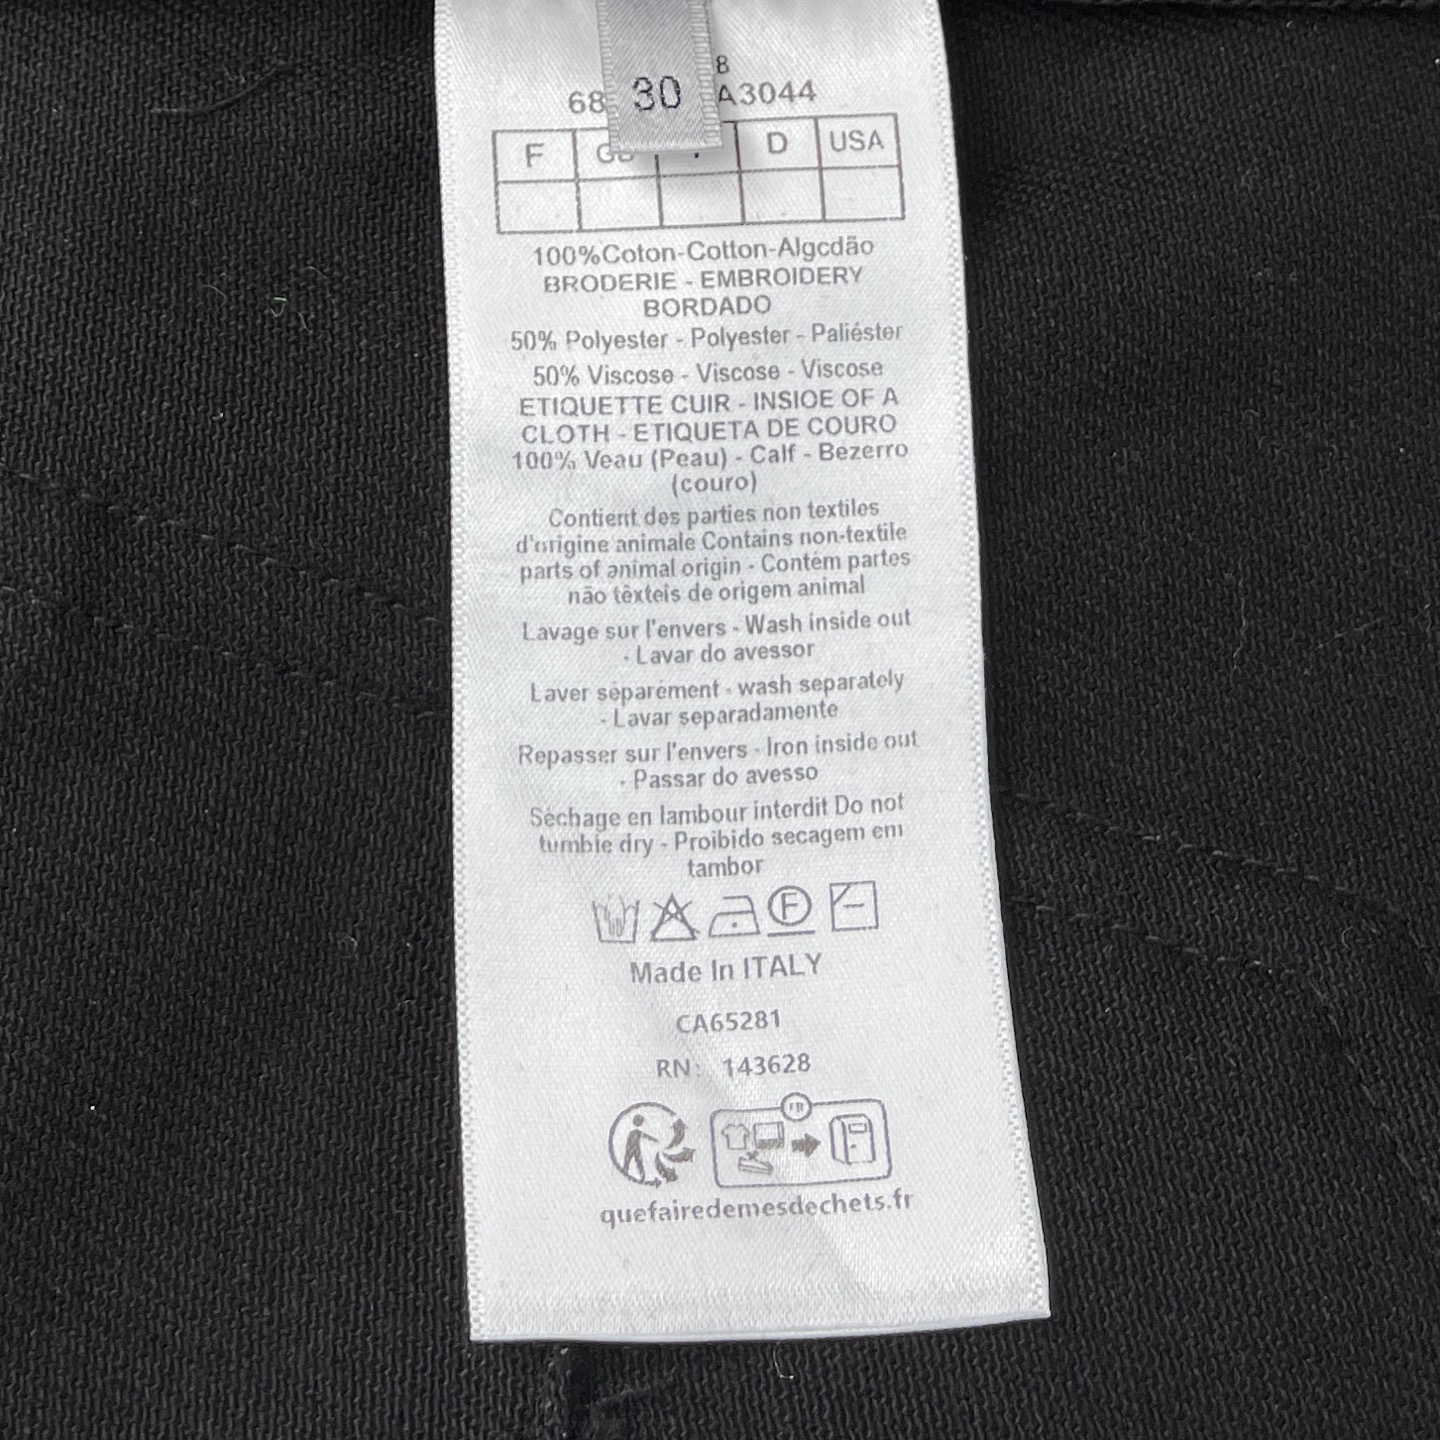 8
68
30
A3044
F
D
USA
100%Coton-Cotton-Algcdão
BRODERIE - EMBROIDERY
BORDADO
50% Polyester - Polyester - Paliéster
50% Viscose - Viscose - Viscose
ETIQUETTE CUIR - INSIOE OF A
CLOTH - ETIQUETA DE COURO
100% Veau (Peau) - Calf - Bezerro
(couro)
Contient des parties non textiles
d'origine animale Contains non-textile
parts of animal origin - Contém partes
não têxteis de origem animal
Lavage sur l'envers - Wash inside out
- Lavar do avessor
Laver séparément - wash separately
- Lavar separadamente
Repasser sur l'envers - Iron inside out
- Passar do avesso
Séchage en lambour interdit Do not
tumbie dry - Proibido secagem em
tambor
F
Made In ITALY
CA65281
RN: 143628
FR
quefairedemesdechets.fr